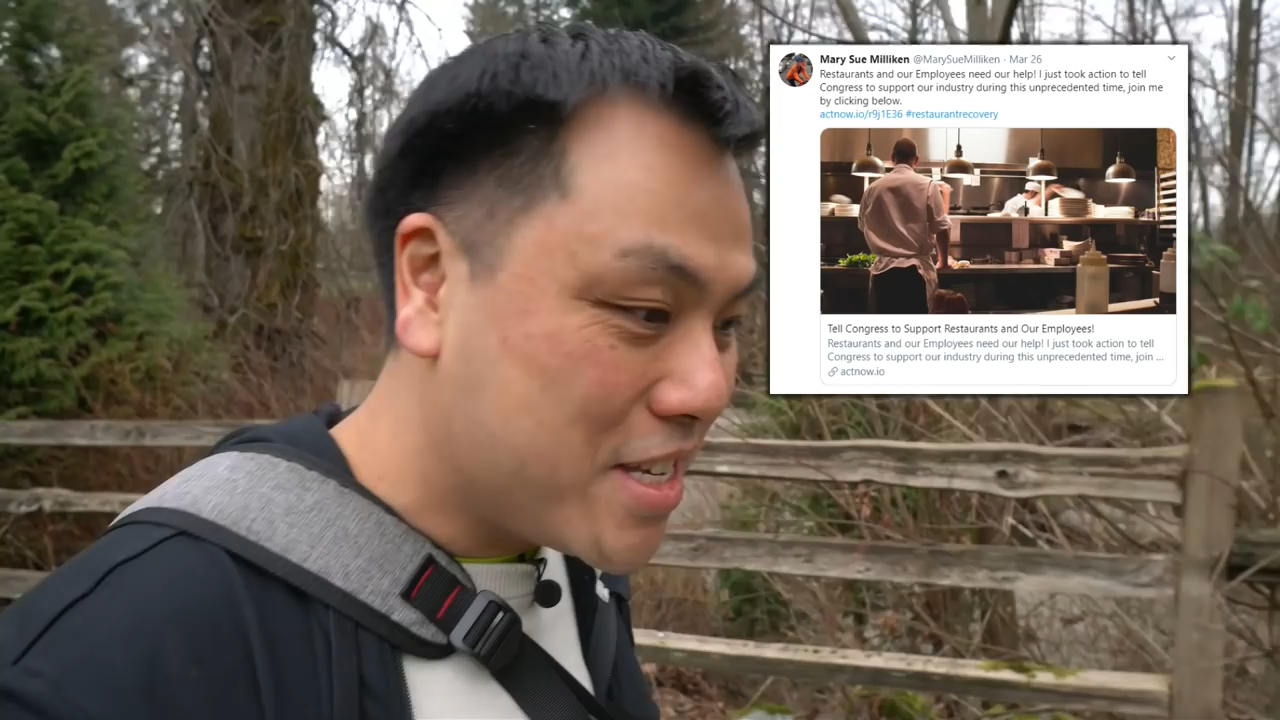 Mary Sue Milliken @MarySueMilliken · Mar 26
Restaurants and our Employees need our help! I just took action to tell
Congress to support our industry during this unprecedented time, join me
by clicking below.
actnow.io/r9j1E36 #restaurantrecovery
Tell Congress to Support Restaurants and Our Employees!
Restaurants and our Employees need our help! I just took action to tell
Congress to support our industry during this unprecedented time, join ...
actnow.io